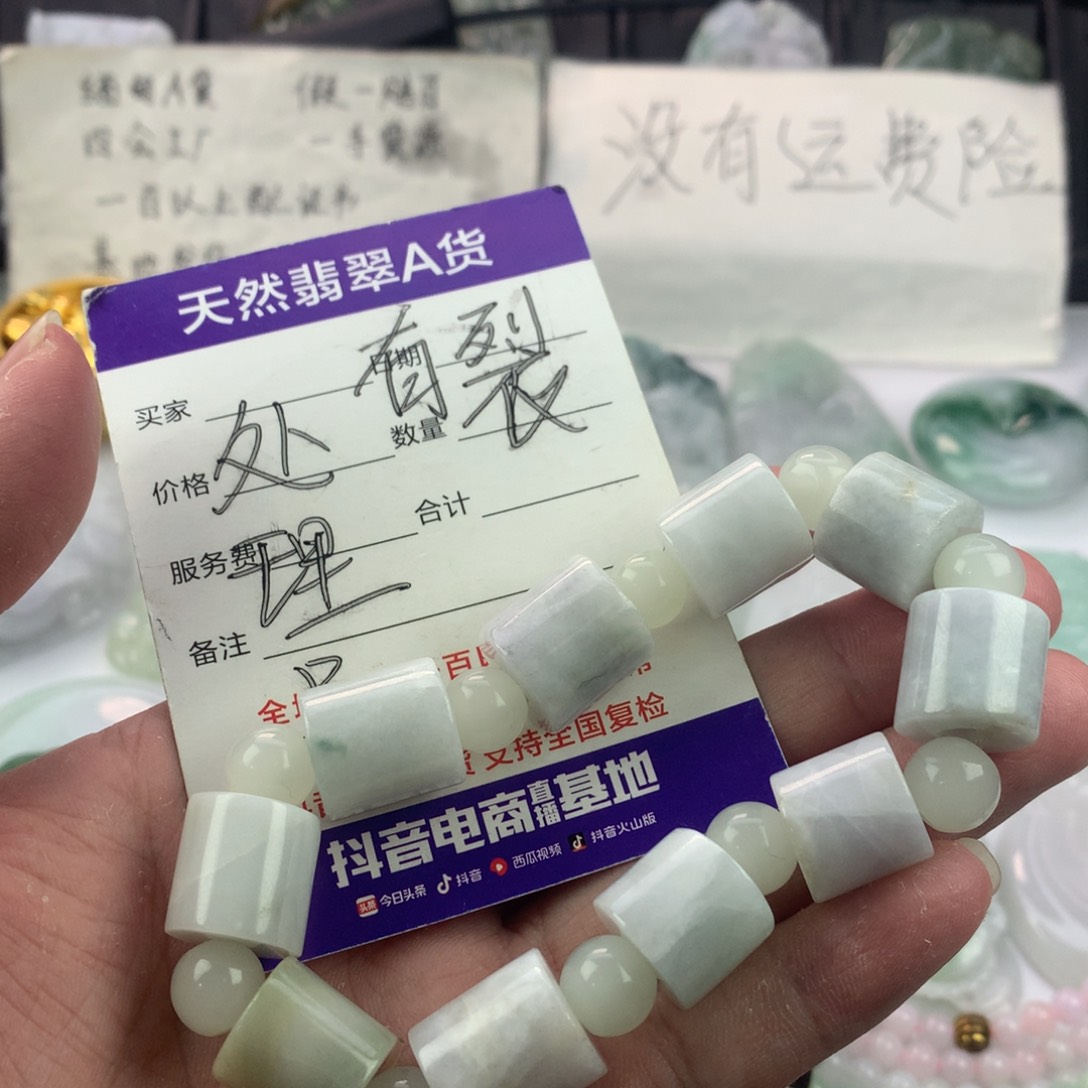 缅甸A货 假一赔百
四会工厂 一手货源
一百以上配证书
没有运费险
天然翡翠A货
买家 日期
有裂
价格 数量
处
服务费 合计
理
备注
品
支持全国复检
抖音电商直播基地
今日头条 抖音 西瓜视频 抖音火山版